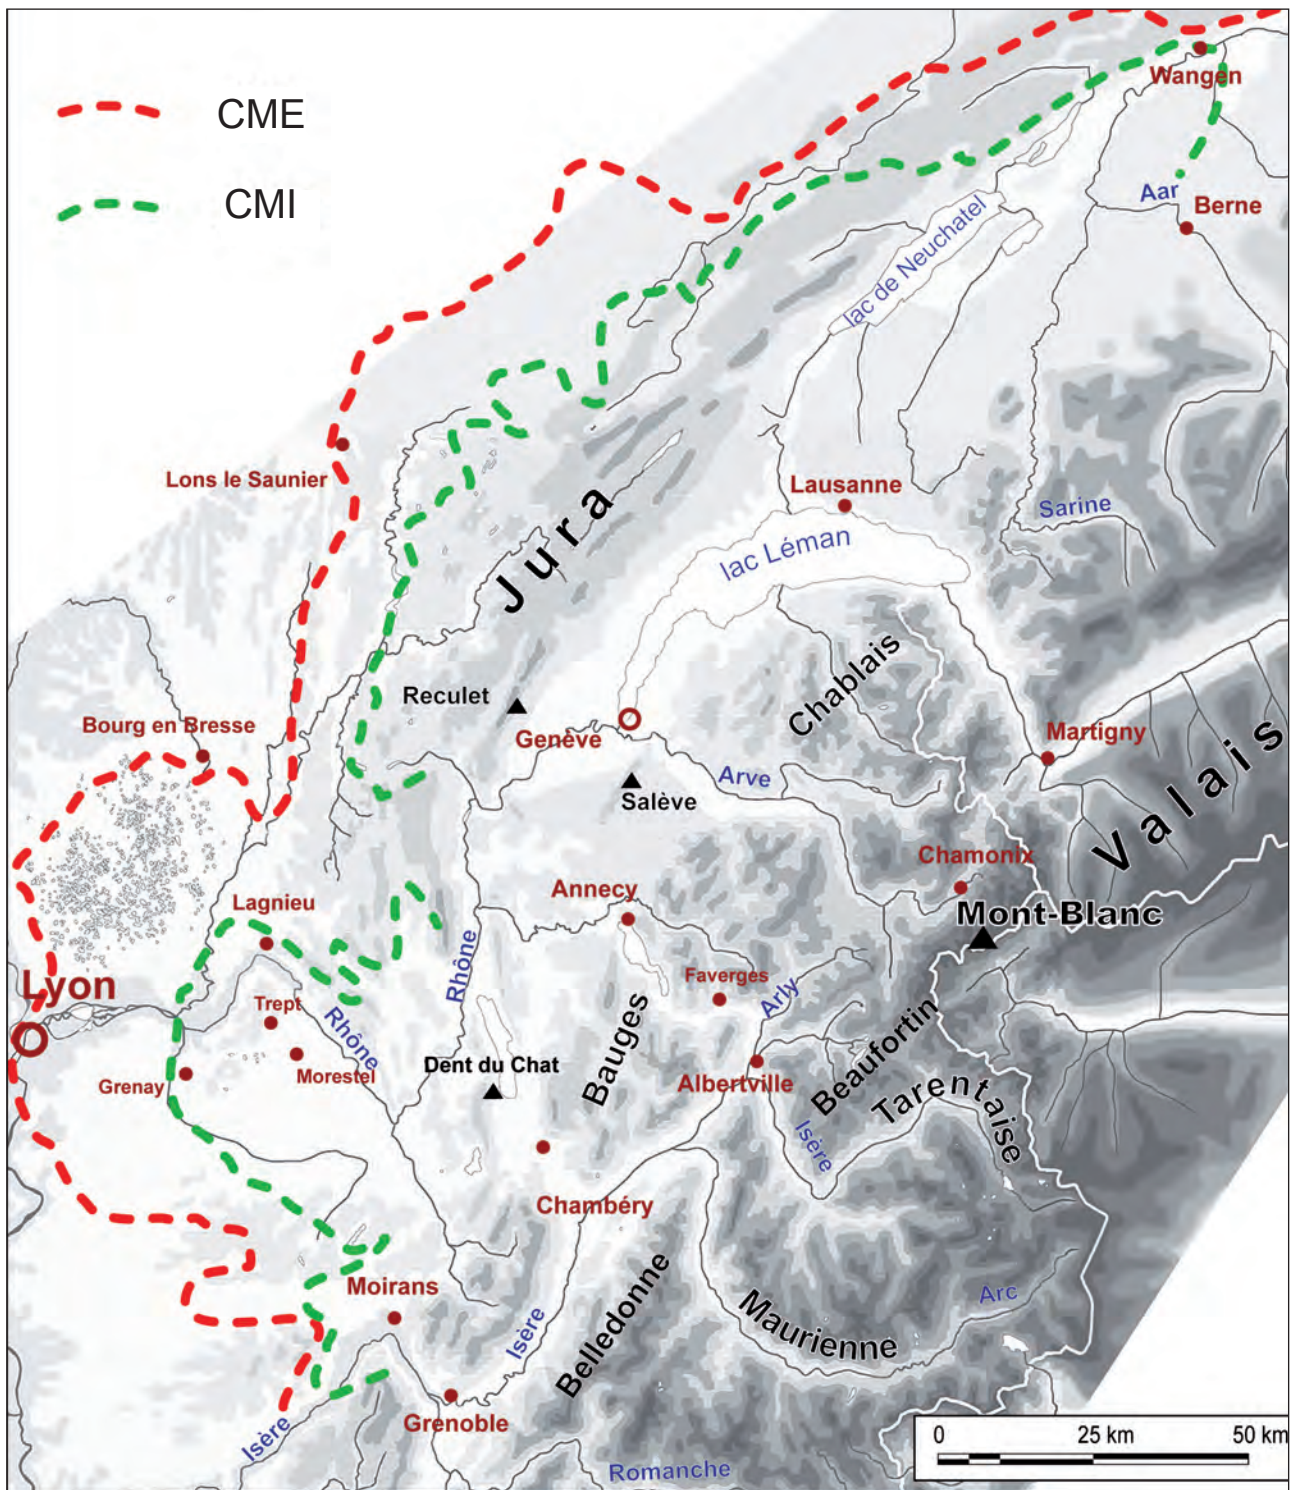 CME
Wangen
CMI
Aar
Berne
lac de Neuchatel
Lons le Saunier
Lausanne
Sarine
lac Léman
Jura
Chablais
Reculet
Bourg en Bresse
Genève
Martigny
Valais
Arve
Salève
Chamonix
Annecy
Lagnieu
Mont-Blanc
Rhône
Faverges
Arly
Lyon
Trept
Rhône
Bauges
Beaufortin
Dent du Chat
Grenay
Morestel
Albertville
Tarentaise
Isère
Chambéry
Moirans
Belledonne
Maurienne
Arc
Isère
Grenoble
Isère
0 25 km 50 km
Romanche